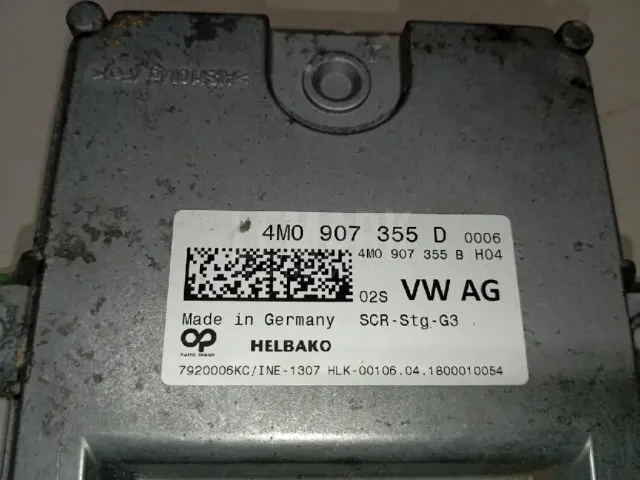 4M0 907 355 D 0006
4M0 907 355 B H04
02S VW AG
Made in Germany SCR-Stg-G3
HELBAKO
7920006KC/INE-1307 HLK-00106.04.1800010054